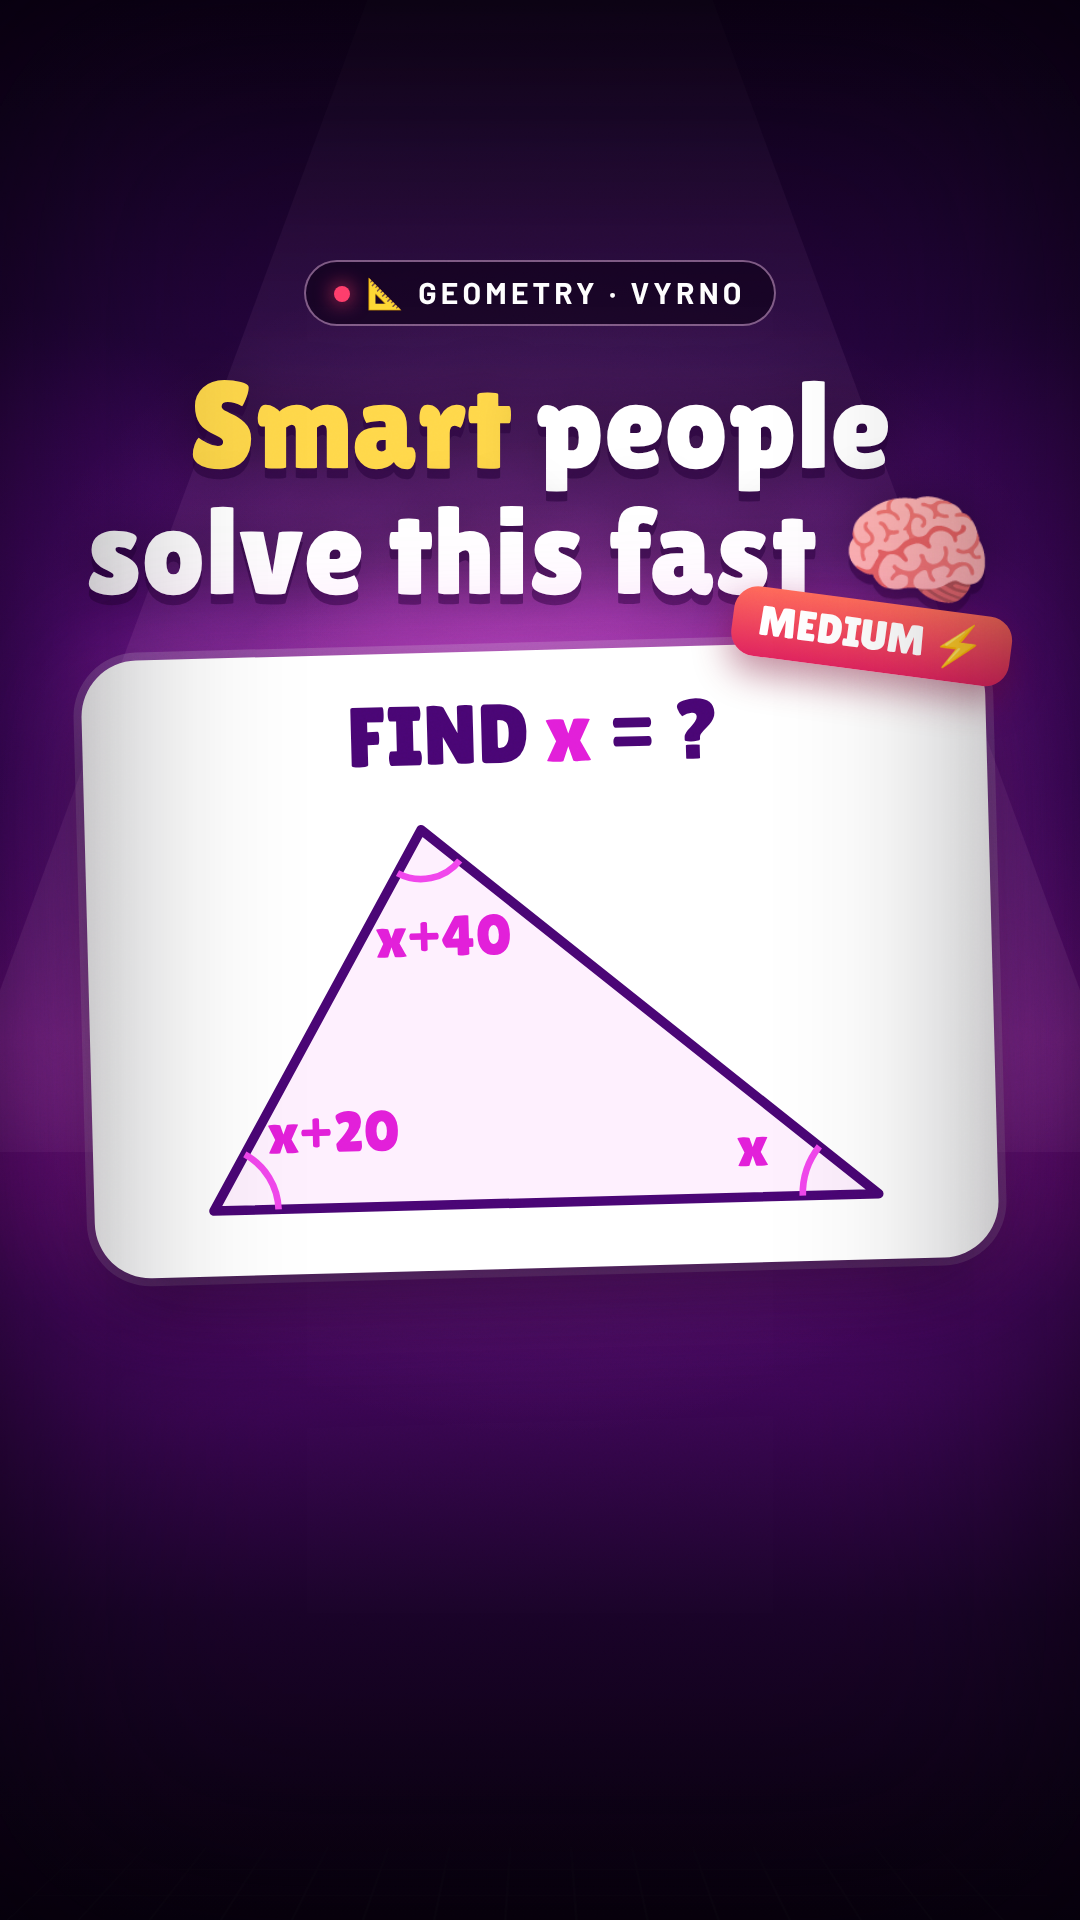 📐 GEOMETRY · VYRNO
Smart people
solve this fast 🧠
MEDIUM ⚡
FIND x = ?
x+40
x+20
x